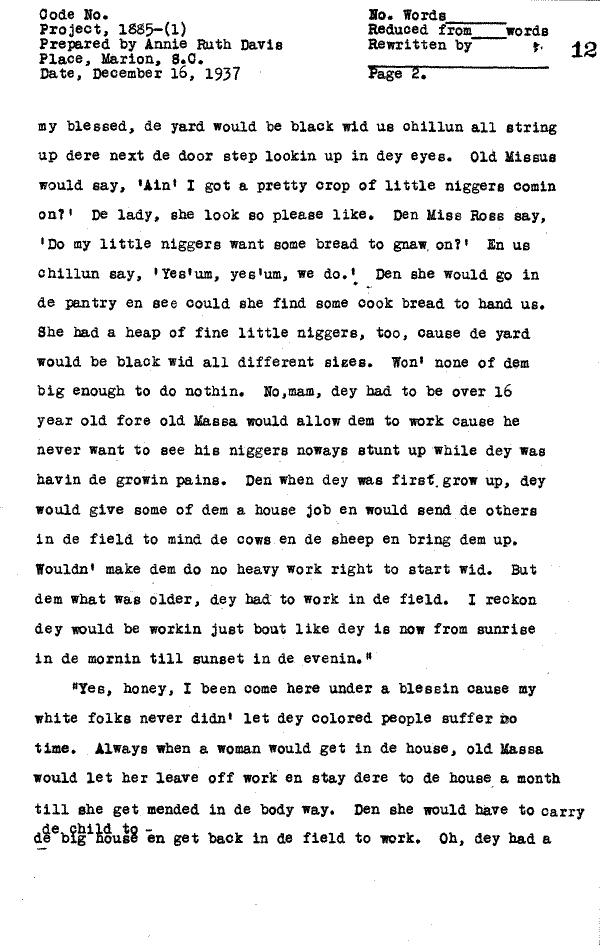 Code No.
Project, 1885-(1)
Prepared by Annie Ruth Davis
Place, Marion, S.C.
Date, December 16, 1937
No. Words________
Reduced from____words
Rewritten by
12
Page 2.
my blessed, de yard would be black wid us chillun all string
up dere next de door step lookin up in dey eyes. Old Missus
would say, 'Ain' I got a pretty crop of little niggers comin
on?' De lady, she look so please like. Den Miss Ross say,
'Do my little niggers want some bread to gnaw on?' En us
chillun say, 'Yes'um, yes'um, we do.' Den she would go in
de pantry en see could she find some cook bread to hand us.
She had a heap of fine little niggers, too, cause de yard
would be black wid all different sizes. Won' none of dem
big enough to do nothin. No,mam, dey had to be over 16
year old fore old Massa would allow dem to work cause he
never want to see his niggers noways stunt up while dey was
havin de growin pains. Den when dey was first grow up, dey
would give some of dem a house job en would send de others
in de field to mind de cows en de sheep en bring dem up.
Wouldn' make dem do no heavy work right to start wid. But
dem what was older, dey had to work in de field. I reckon
dey would be workin just bout like dey is now from sunrise
in de mornin till sunset in de evenin."
"Yes, honey, I been come here under a blessin cause my
white folks never didn' let dey colored people suffer no
time. Always when a woman would get in de house, old Massa
would let her leave off work en stay dere to de house a month
till she get mended in de body way. Den she would have to carry
de child to
de big house en get back in de field to work. Oh, dey had a